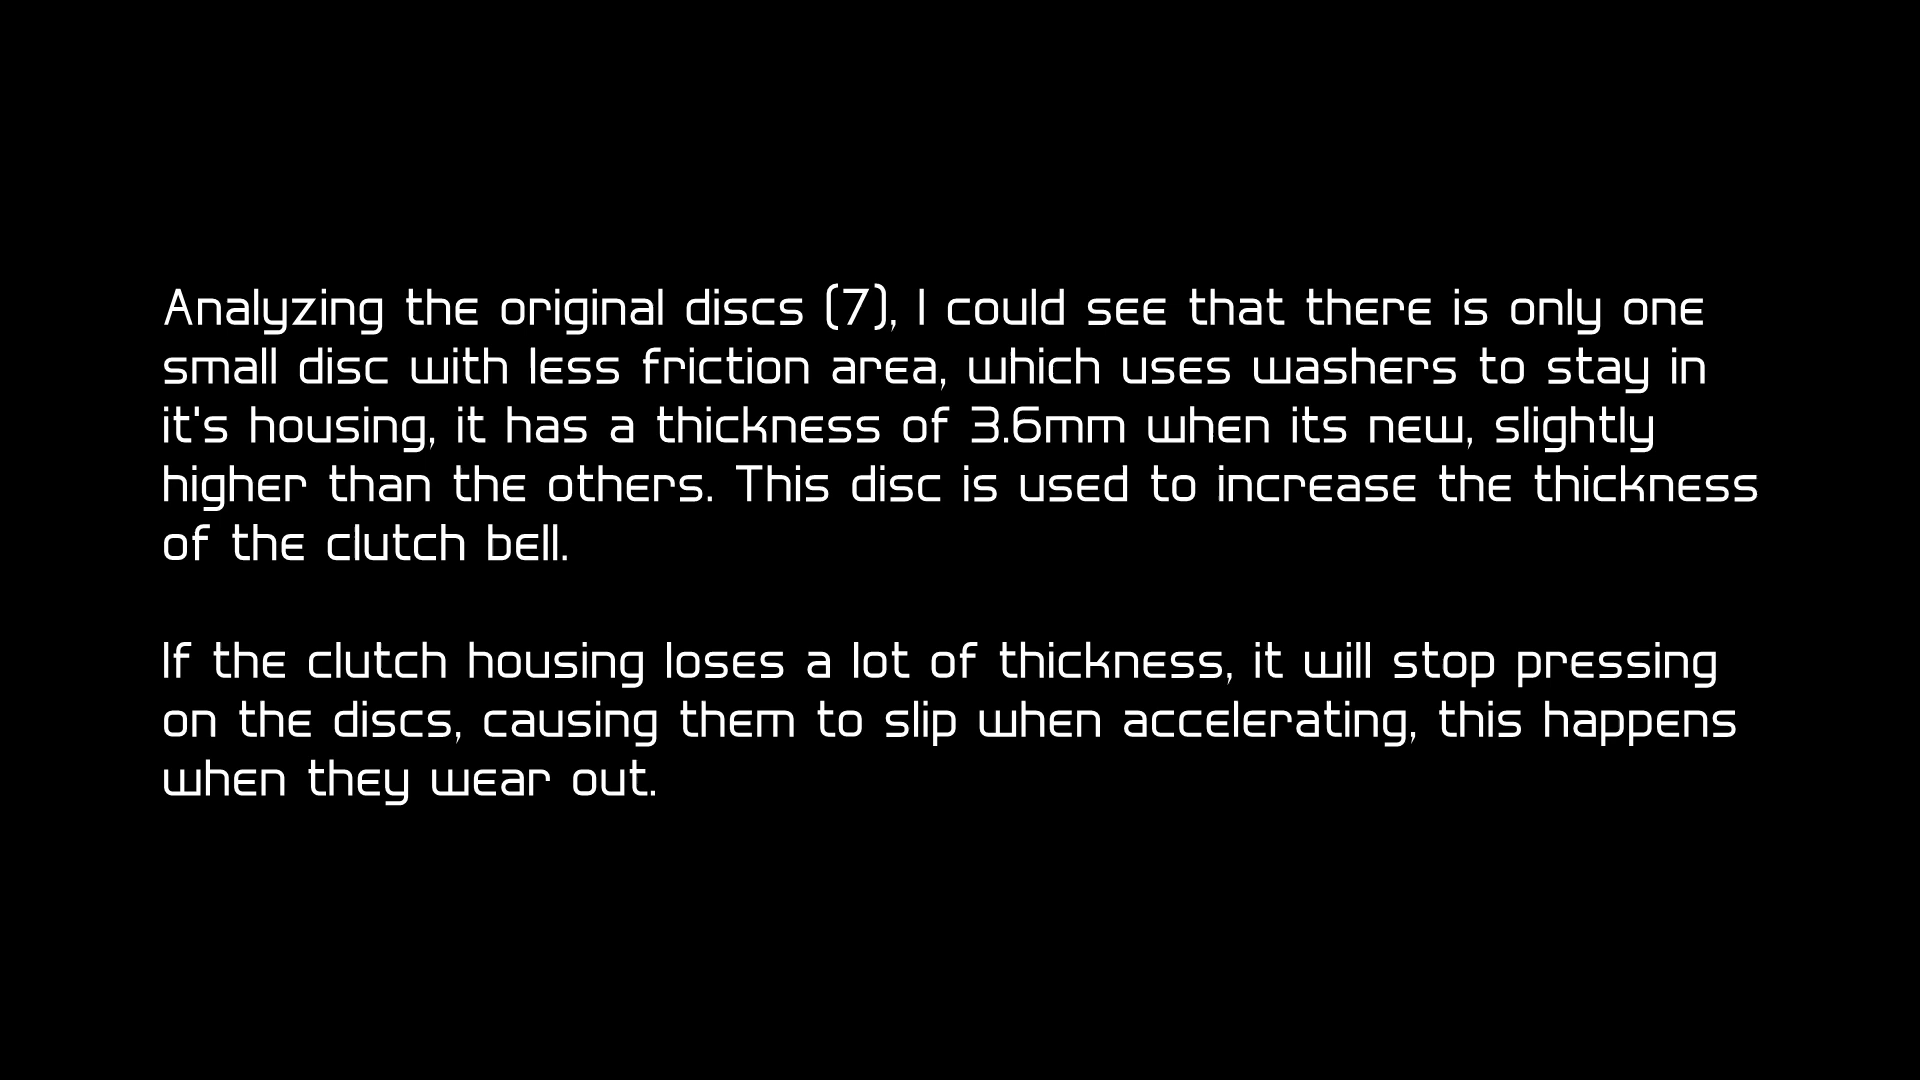 Analyzing the original discs (7), I could see that there is only one
small disc with less friction area, which uses washers to stay in
it's housing, it has a thickness of 3.6mm when its new, slightly
higher than the others. This disc is used to increase the thickness
of the clutch bell.
If the clutch housing loses a lot of thickness, it will stop pressing
on the discs, causing them to slip when accelerating, this happens
when they wear out.